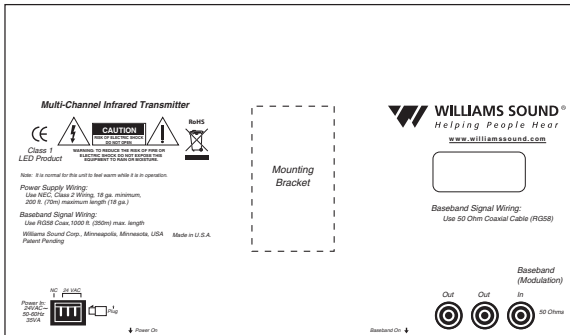 Multi-Channel Infrared Transmitter
CE
Class 1
LED Product
CAUTION
RISK OF ELECTRIC SHOCK
DO NOT OPEN
RoHS
WARNING: TO REDUCE THE RISK OF FIRE OR
ELECTRIC SHOCK DO NOT EXPOSE THIS
EQUIPMENT TO RAIN OR MOISTURE.
Note: It is normal for this unit to feel warm while it is in operation.
Power Supply Wiring:
Use NEC, Class 2 Wiring, 18 ga. minimum,
200 ft. (70m) maximum length (18 ga.)
Baseband Signal Wiring:
Use RG58 Coax,1000 ft. (350m) max. length
Williams Sound Corp., Minneapolis, Minnesota, USA
Made in U.S.A.
Patent Pending
NC
24 VAC
Power In:
24VAC
50-60Hz
35VA
Plug
Power On
Mounting
Bracket
WILLIAMS SOUND®
Helping People Hear
www.williamssound.com
Baseband Signal Wiring:
Use 50 Ohm Coaxial Cable (RG58)
Baseband
(Modulation)
Out
Out
In
50 Ohms
Baseband On